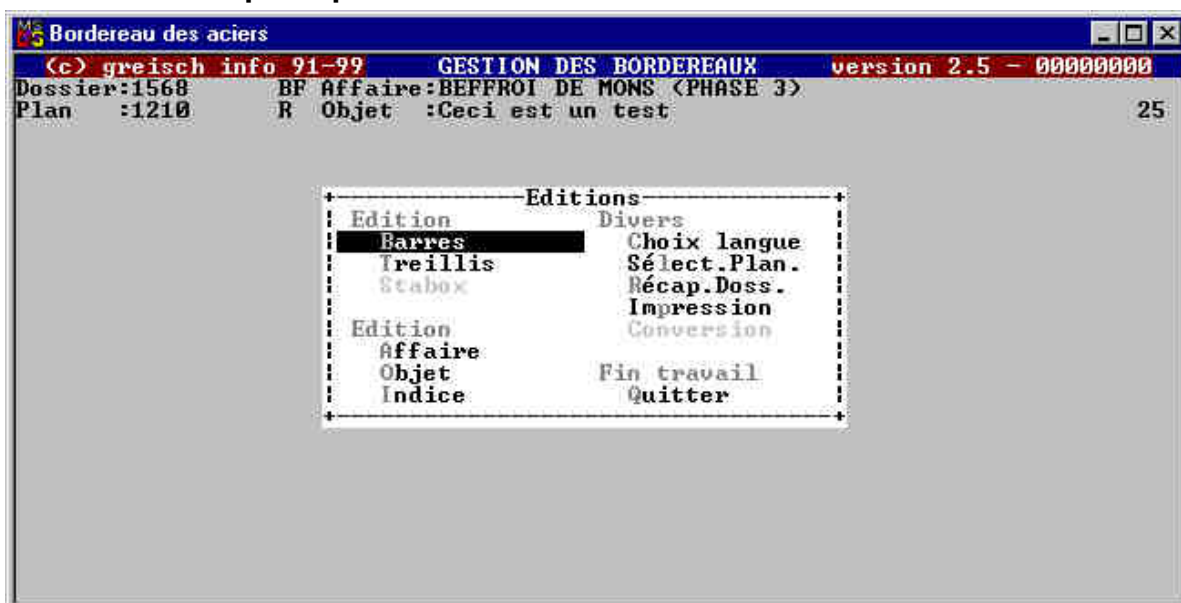 Bordereau des aciers
(c) greisch info 91-99 GESTION DES BORDEREAUX version 2.5 - 00000000
Dossier:1568 BF Affaire:BEFFROI DE MONS (PHASE 3)
Plan :1210 R Objet :Ceci est un test 25
Editions
Edition Divers
Barres Choix langue
Treillis Sélect.Plan.
Stabox Récap.Doss.
Impression
Edition Conversion
Affaire
Objet Fin travail
Indice Quitter